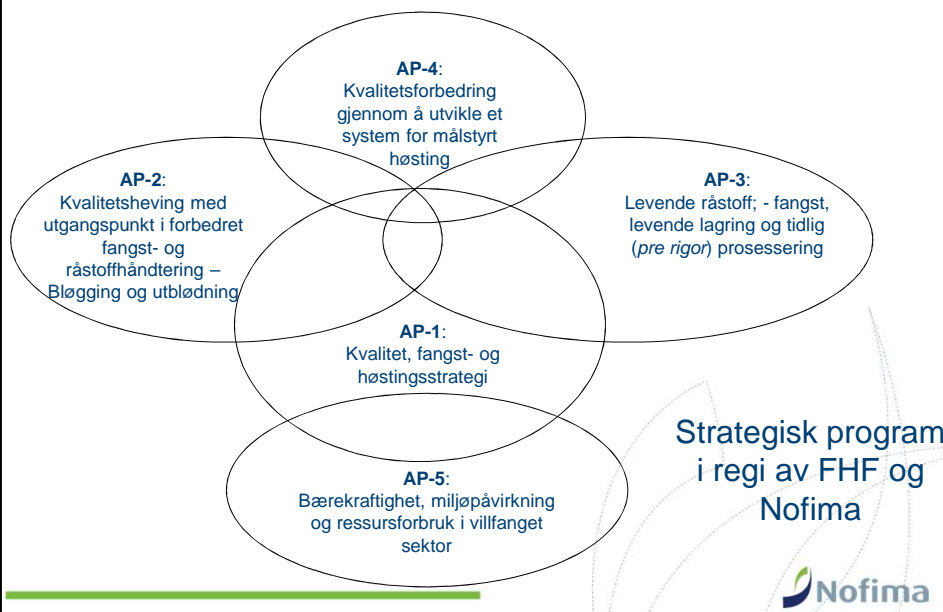 AP-4:
Kvalitetsforbedring
gjennom å utvikle et
system for målstyrt
høsting
AP-2:
Kvalitetsheving med
utgangspunkt i forbedret
fangst- og
råstoffhåndtering –
Bløgging og utblødning
AP-3:
Levende råstoff; - fangst,
levende lagring og tidlig
(pre rigor) prosessering
AP-1:
Kvalitet, fangst- og
høstingsstrategi
AP-5:
Bærekraftighet, miljøpåvirkning
og ressursforbruk i villfanget
sektor
Strategisk program
i regi av FHF og
Nofima
Nofima